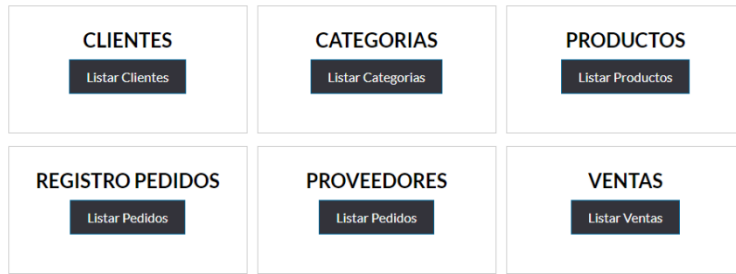 CLIENTES
Listar Clientes
CATEGORIAS
Listar Categorias
PRODUCTOS
Listar Productos
REGISTRO PEDIDOS
Listar Pedidos
PROVEEDORES
Listar Pedidos
VENTAS
Listar Ventas